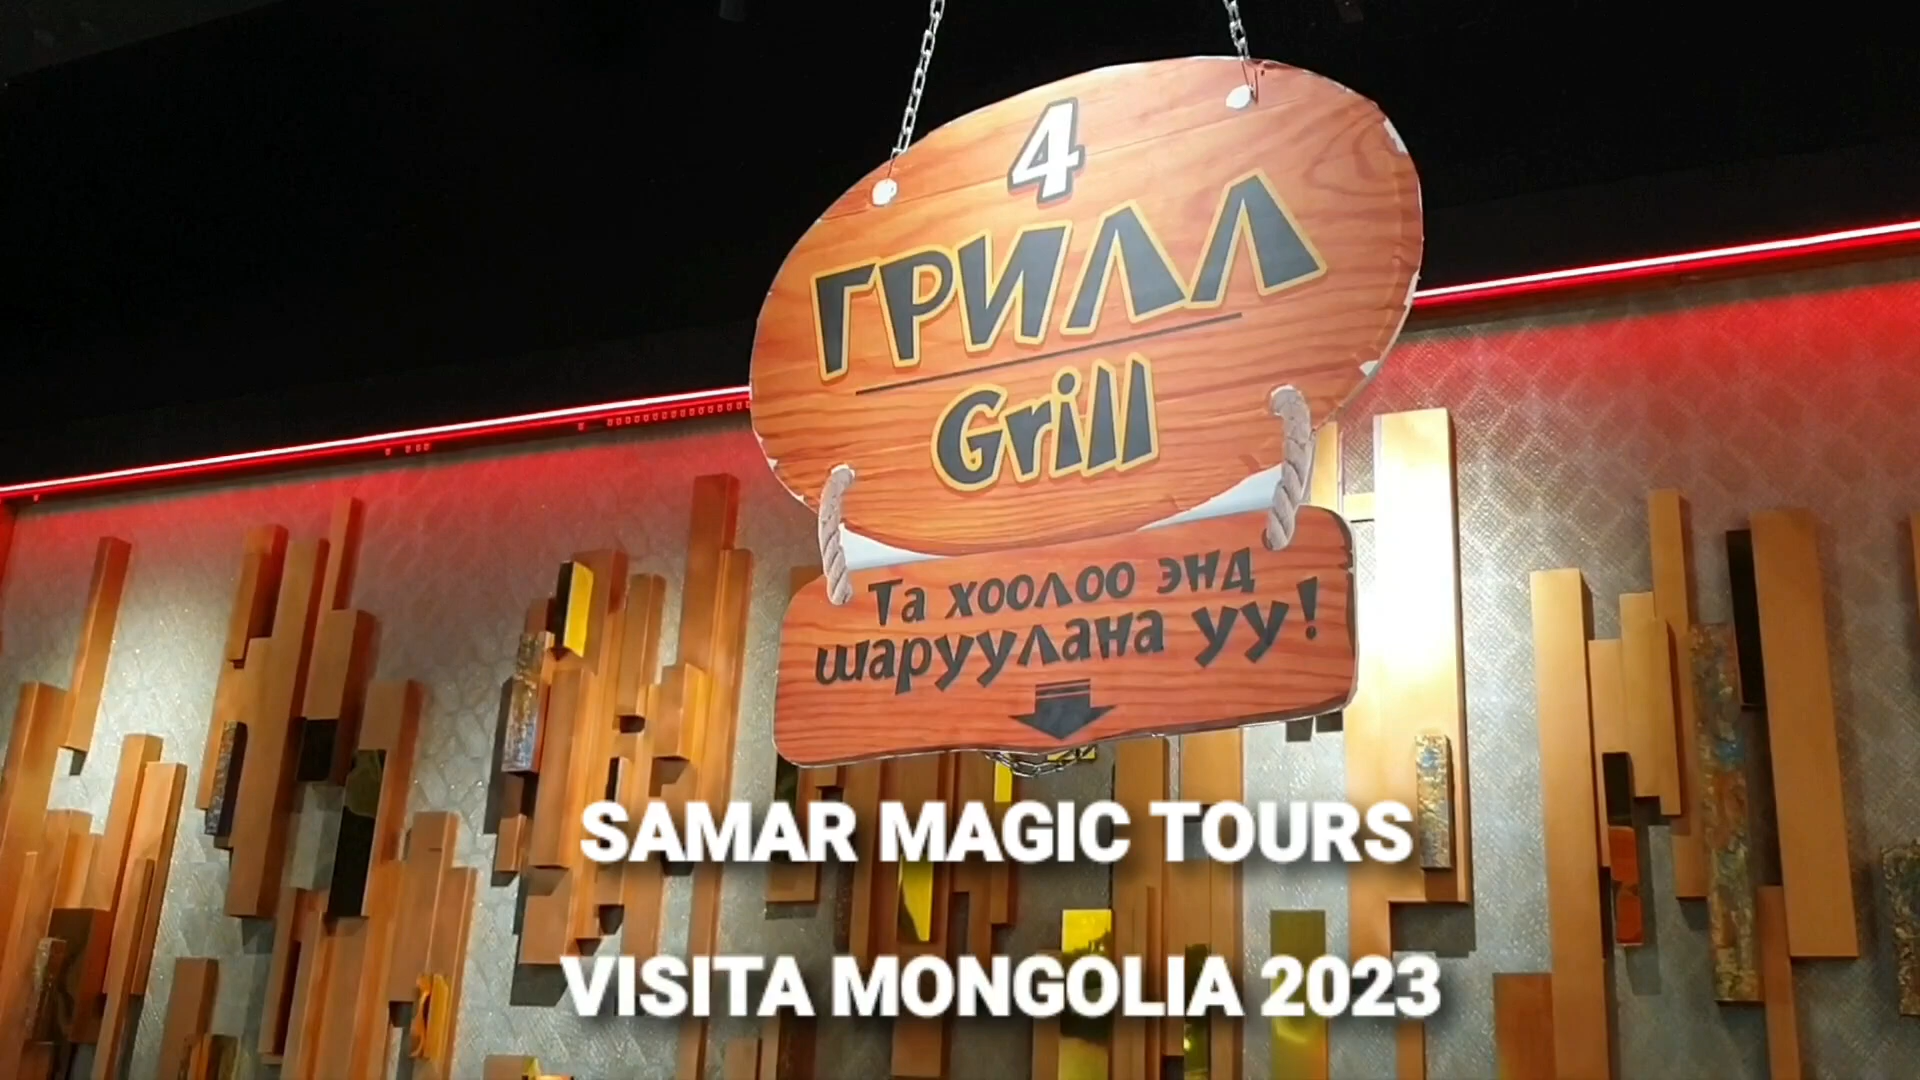 4
ГРИЛЛ
Grill
Та хоолоо энд
шаруулана уу!
SAMAR MAGIC TOURS
VISITA MONGOLIA 2023